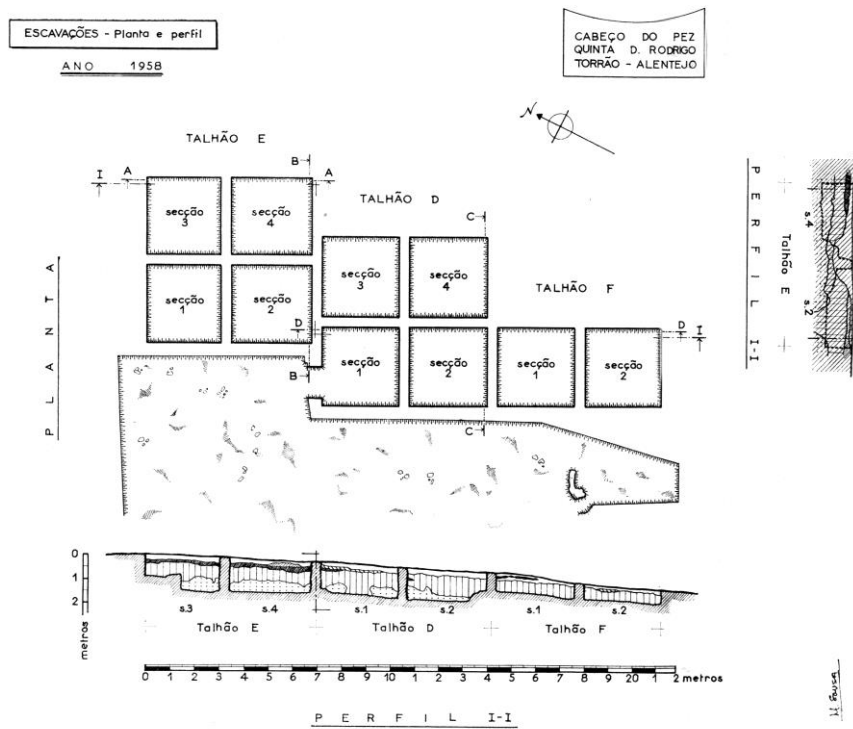 ESCAVAÇÕES - Planta e perfil
ANO 1958
CABEÇO DO PEZ
QUINTA D. RODRIGO
TORRÃO - ALENTEJO
N
TALHÃO E
B
I A A
secção 3
secção 4
secção 1
secção 2
TALHÃO D
C
secção 3
secção 4
TALHÃO F
D
D I
secção 1
secção 2
secção 1
secção 2
B
C
PLANTA
PERFIL I-I
s.4
Talhão E
s.2
0
1
2
metros
s.3 s.4 s.1 s.2 s.1 s.2
Talhão E Talhão D Talhão F
0 1 2 3 4 5 6 7 8 9 10 1 2 3 4 6 7 8 9 20 1 2 metros
PERFIL I-I